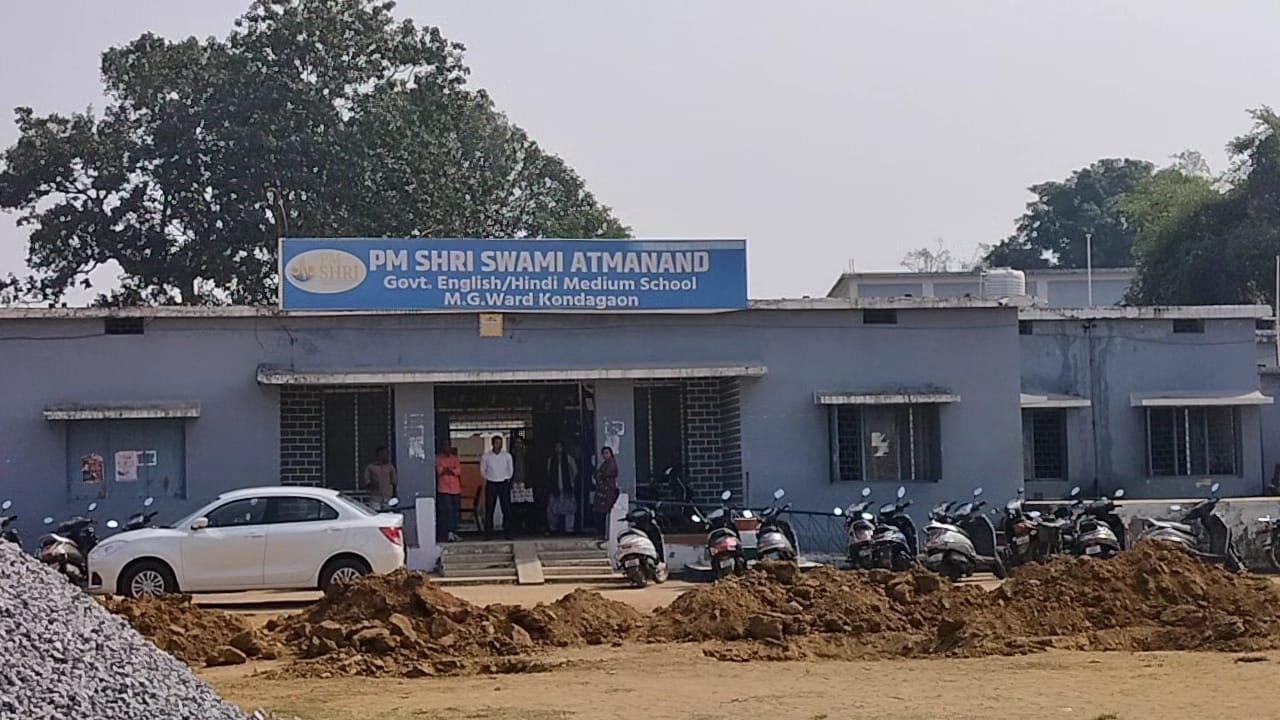 PM SHRI
PM SHRI SWAMI ATMANAND
Govt. English/Hindi Medium School
M.G.Ward Kondagaon